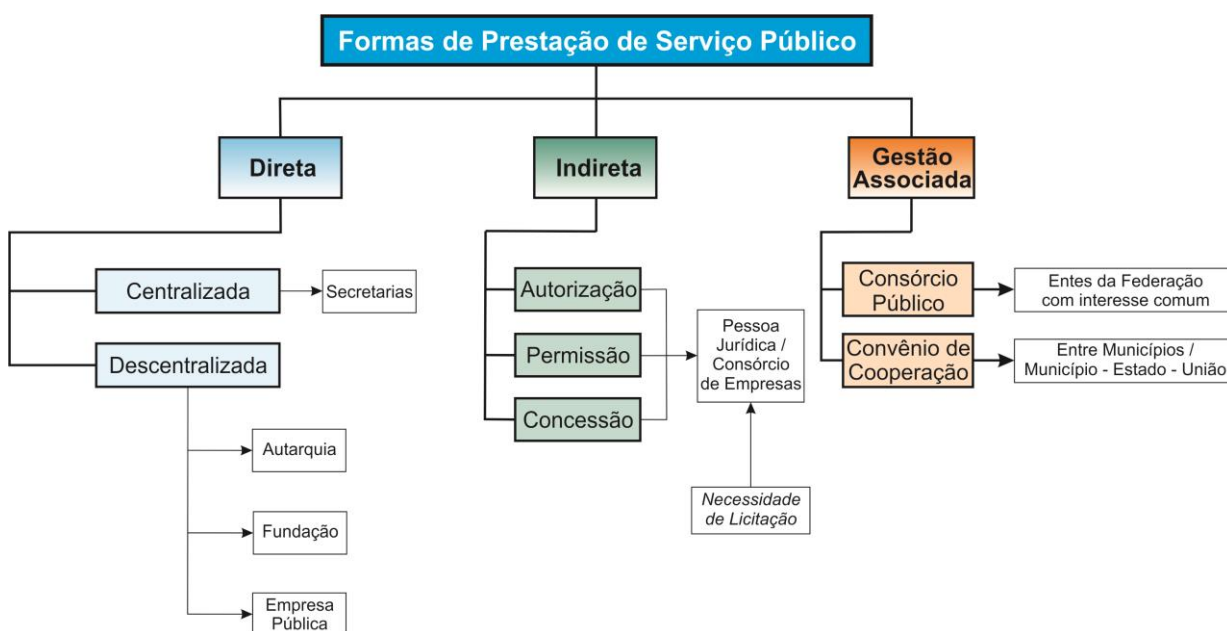 Formas de Prestação de Serviço Público
Direta
Centralizada
Secretarias
Descentralizada
Autarquia
Fundação
Empresa
Pública
Indireta
Autorização
Permissão
Concessão
Pessoa
Jurídica /
Consórcio
de Empresas
Necessidade
de Licitação
Gestão
Associada
Consórcio
Público
Entes da Federação
com interesse comum
Convênio de
Cooperação
Entre Municípios /
Município - Estado - União